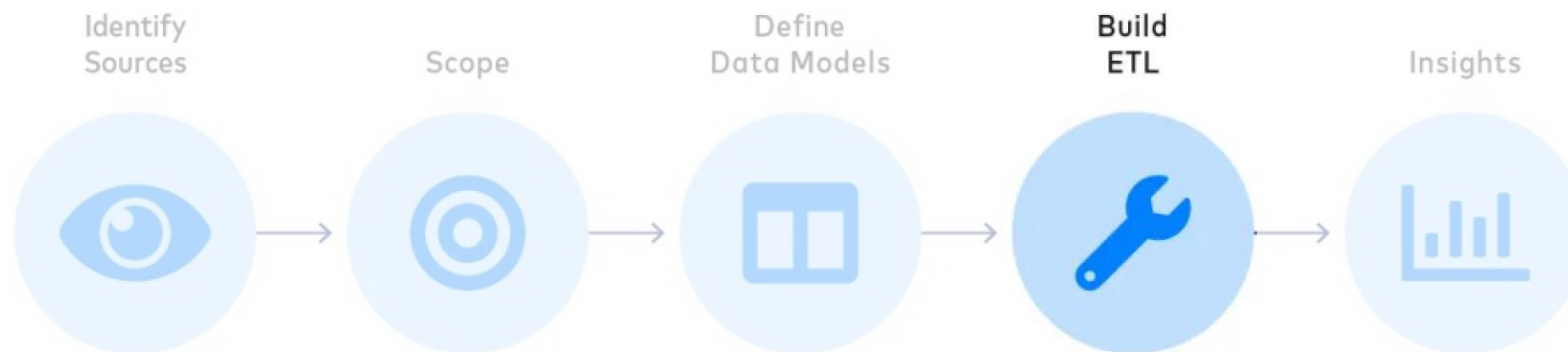 Identify
Sources
Scope
Define
Data Models
Build
ETL
Insights